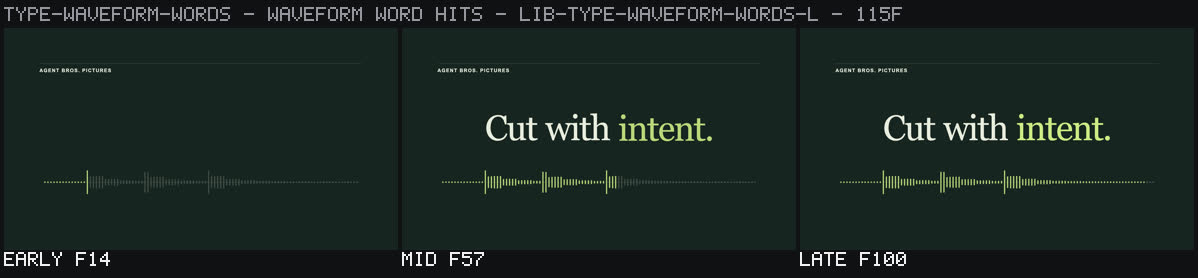 TYPE-WAVEFORM-WORDS - WAVEFORM WORD HITS - LIB-TYPE-WAVEFORM-WORDS-L - 115F
AGENT BROS. PICTURES
AGENT BROS. PICTURES
Cut with intent.
AGENT BROS. PICTURES
Cut with intent.
EARLY F14
MID F57
LATE F100